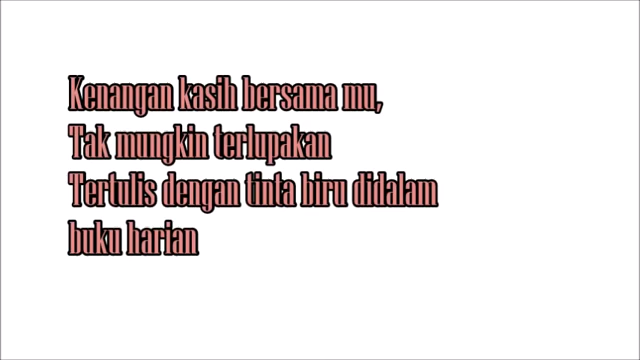 Kenangan kasih bersama mu,
Tak mungkin terlupakan
Tertulis dengan tinta biru didalam
buku harian